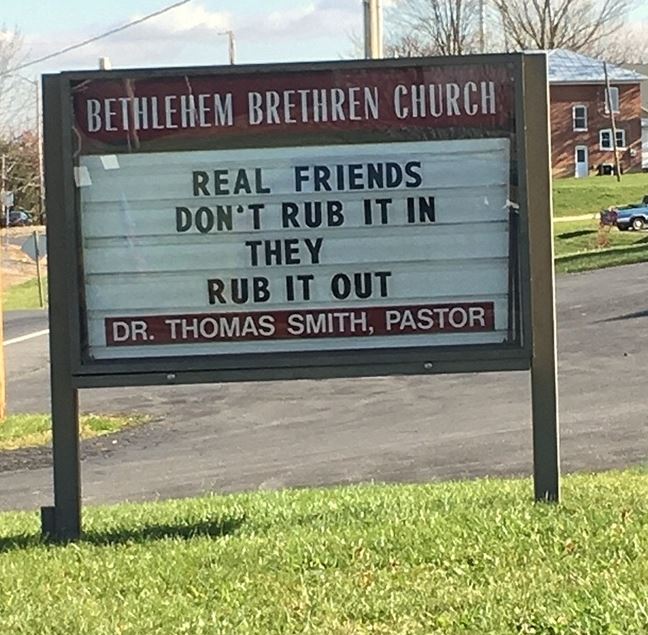 BETHLEHEM BRETHREN CHURCH
REAL FRIENDS
DON'T RUB IT IN
THEY
RUB IT OUT
DR. THOMAS SMITH, PASTOR